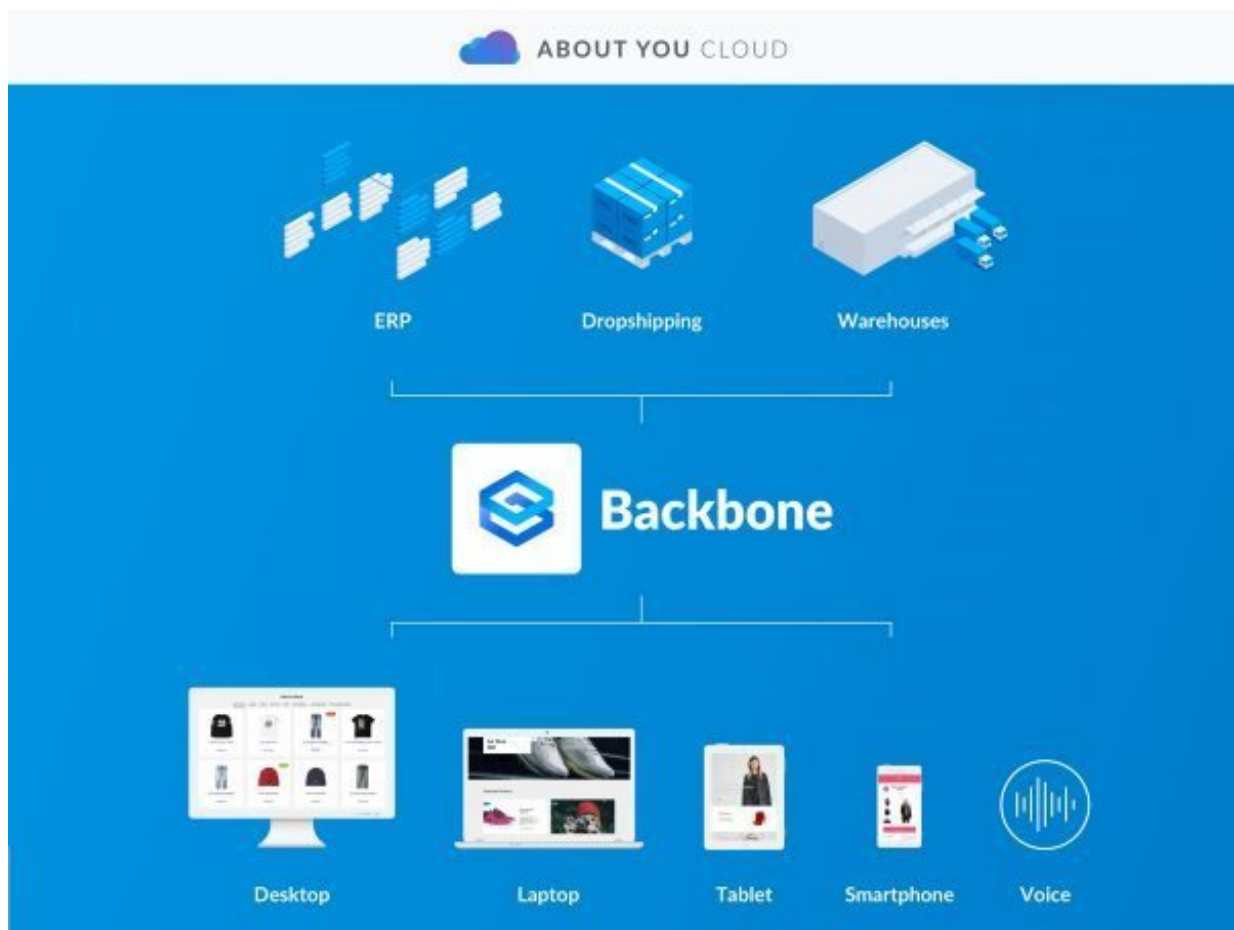 ABOUT YOU CLOUD
ERP
Dropshipping
Warehouses
Backbone
Desktop
Laptop
Tablet
Smartphone
Voice